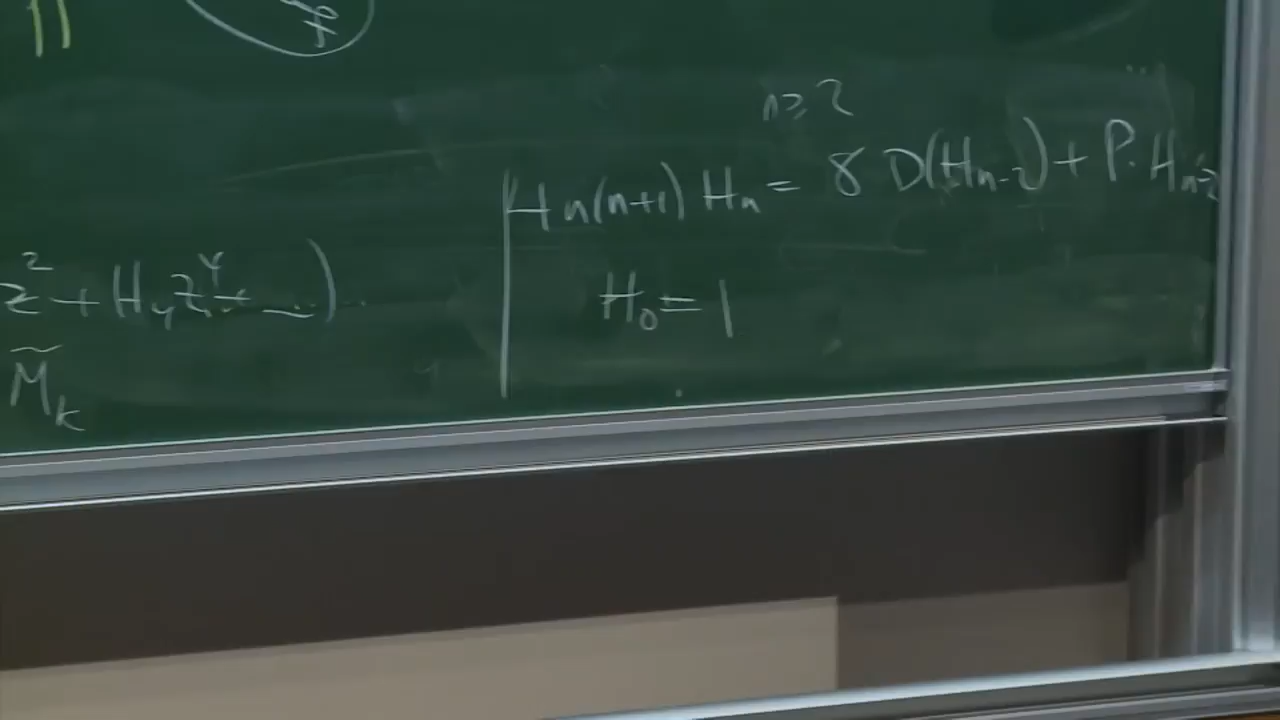 n ≥ 2
4n(n+1) Hₙ = 8 D(Hₙ₋₂) + P · Hₙ₋₂
z² + H₄z⁴ + ...) ...
H₀ = 1
M̃ₖ